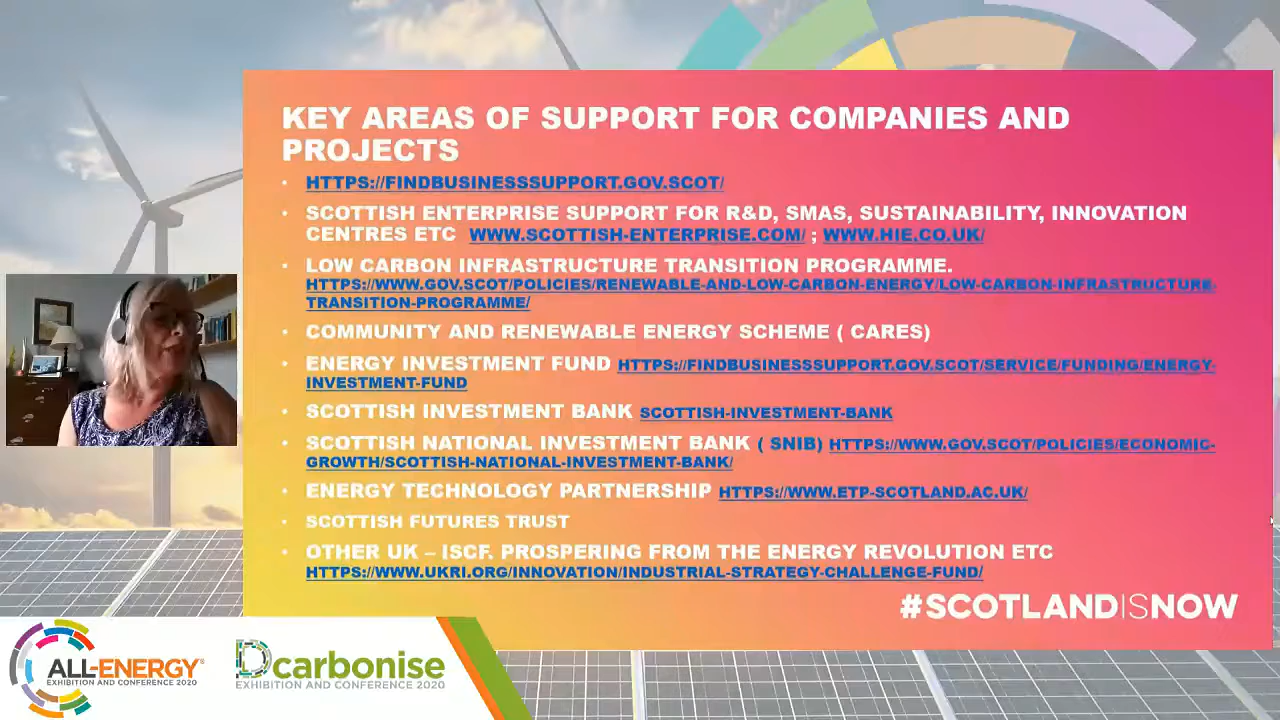 KEY AREAS OF SUPPORT FOR COMPANIES AND
PROJECTS
• HTTPS://FINDBUSINESSSUPPORT.GOV.SCOT/
• SCOTTISH ENTERPRISE SUPPORT FOR R&D, SMAS, SUSTAINABILITY, INNOVATION
CENTRES ETC WWW.SCOTTISH-ENTERPRISE.COM/ ; WWW.HIE.CO.UK/
• LOW CARBON INFRASTRUCTURE TRANSITION PROGRAMME.
HTTPS://WWW.GOV.SCOT/POLICIES/RENEWABLE-AND-LOW-CARBON-ENERGY/LOW-CARBON-INFRASTRUCTURE-
TRANSITION-PROGRAMME/
• COMMUNITY AND RENEWABLE ENERGY SCHEME ( CARES)
• ENERGY INVESTMENT FUND HTTPS://FINDBUSINESSSUPPORT.GOV.SCOT/SERVICE/FUNDING/ENERGY-
INVESTMENT-FUND
• SCOTTISH INVESTMENT BANK SCOTTISH-INVESTMENT-BANK
• SCOTTISH NATIONAL INVESTMENT BANK ( SNIB) HTTPS://WWW.GOV.SCOT/POLICIES/ECONOMIC-
GROWTH/SCOTTISH-NATIONAL-INVESTMENT-BANK/
• ENERGY TECHNOLOGY PARTNERSHIP HTTPS://WWW.ETP-SCOTLAND.AC.UK/
• SCOTTISH FUTURES TRUST
• OTHER UK – ISCF. PROSPERING FROM THE ENERGY REVOLUTION ETC
HTTPS://WWW.UKRI.ORG/INNOVATION/INDUSTRIAL-STRATEGY-CHALLENGE-FUND/
#SCOTLANDISNOW
ALL-ENERGY®
EXHIBITION AND CONFERENCE 2020
Dcarbonise
EXHIBITION AND CONFERENCE 2020